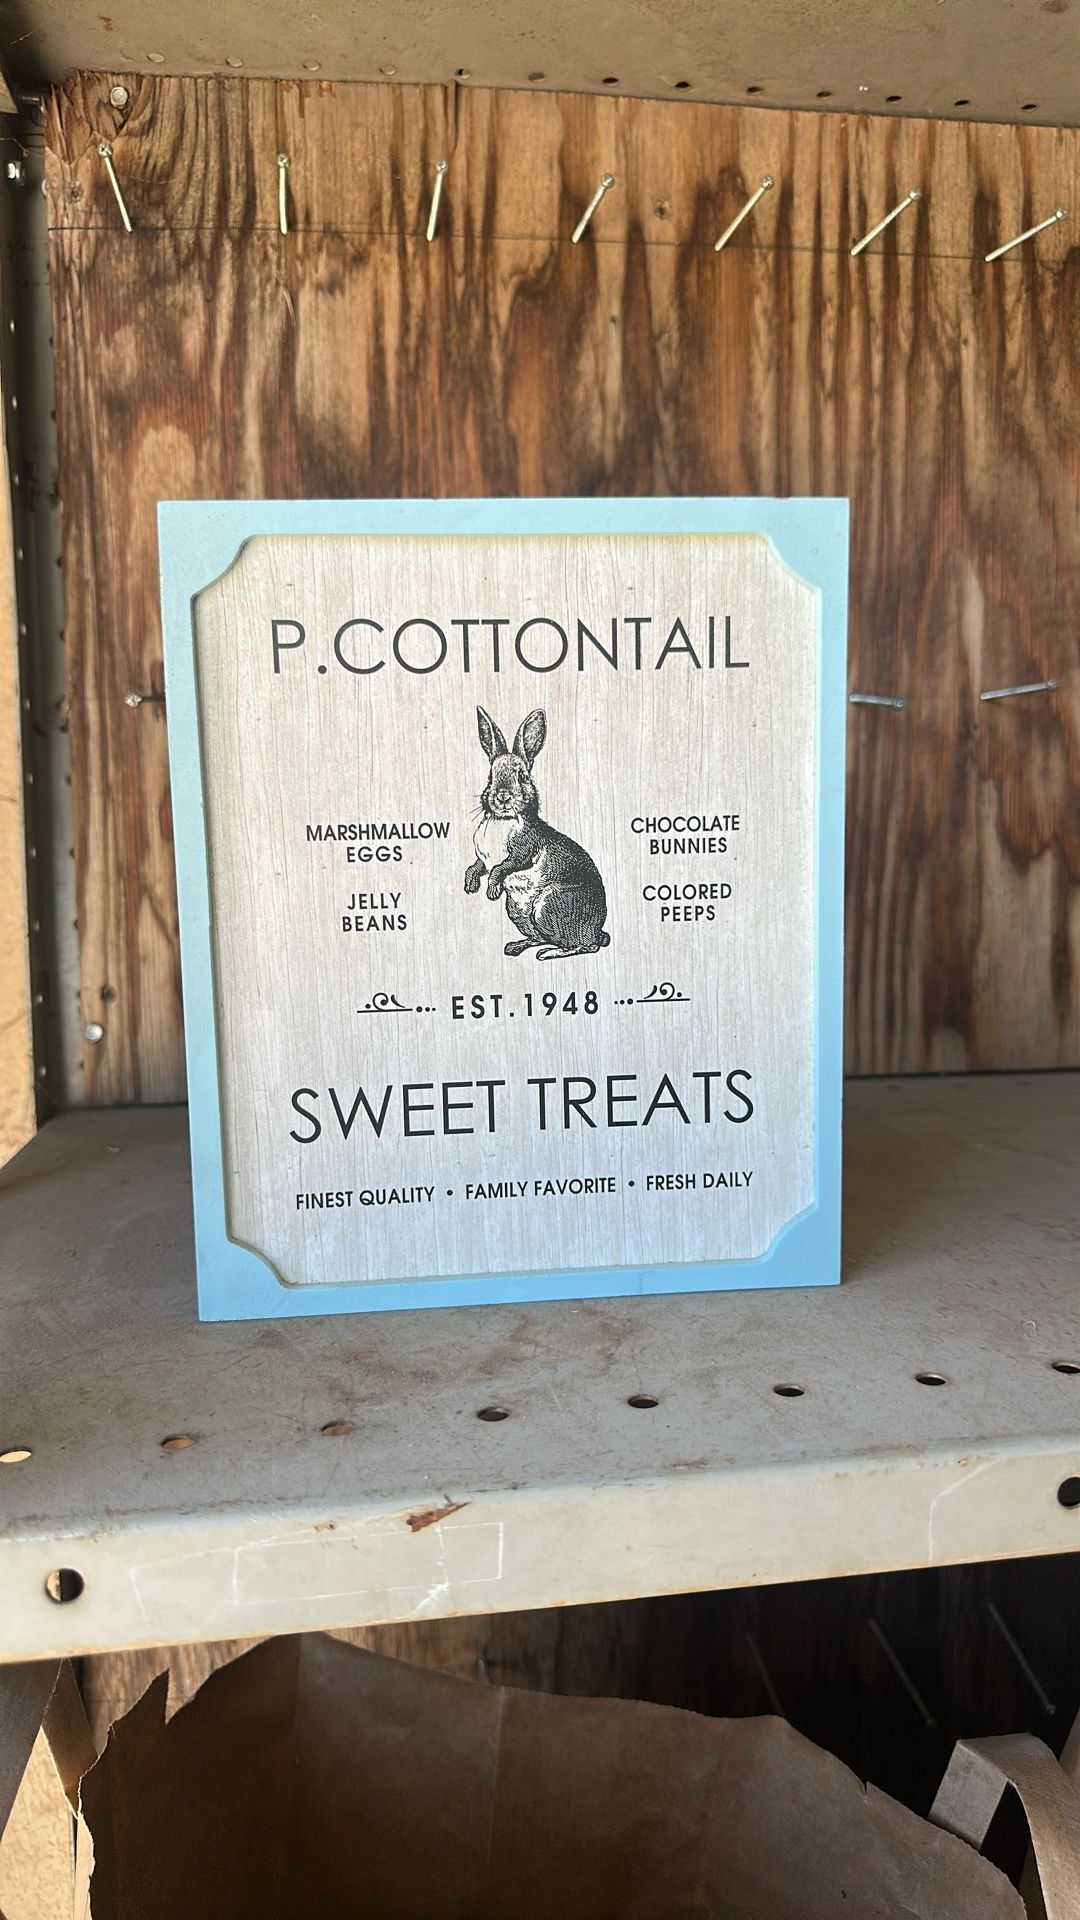 P.COTTONTAIL
MARSHMALLOW
EGGS
JELLY
BEANS
CHOCOLATE
BUNNIES
COLORED
PEEPS
EST.1948
SWEET TREATS
FINEST QUALITY • FAMILY FAVORITE • FRESH DAILY